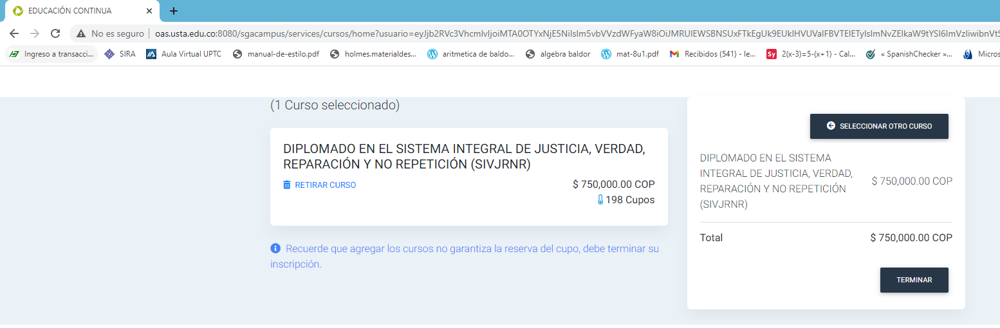 EDUCACIÓN CONTINUA
No es seguro | oas.usta.edu.co:8080/sgacampus/services/cursos/home?usuario=
Ingreso a transacci...
SIRA
Aula Virtual UPTC
manual-de-estilo.pdf
holmes.materialdes...
aritmetica de baldo...
algebra baldor
mat-8u1.pdf
Recibidos (541) - le...
2(x-3)=5-(x+1) - Cal...
« SpanishChecker »...
Micros
(1 Curso seleccionado)
DIPLOMADO EN EL SISTEMA INTEGRAL DE JUSTICIA, VERDAD,
REPARACIÓN Y NO REPETICIÓN (SIVJRNR)
RETIRAR CURSO
$ 750,000.00 COP
198 Cupos
Recuerde que agregar los cursos no garantiza la reserva del cupo, debe terminar su
inscripción.
SELECCIONAR OTRO CURSO
DIPLOMADO EN EL SISTEMA
INTEGRAL DE JUSTICIA, VERDAD,
REPARACIÓN Y NO REPETICIÓN
(SIVJRNR)
$ 750,000.00 COP
Total
$ 750,000.00 COP
TERMINAR